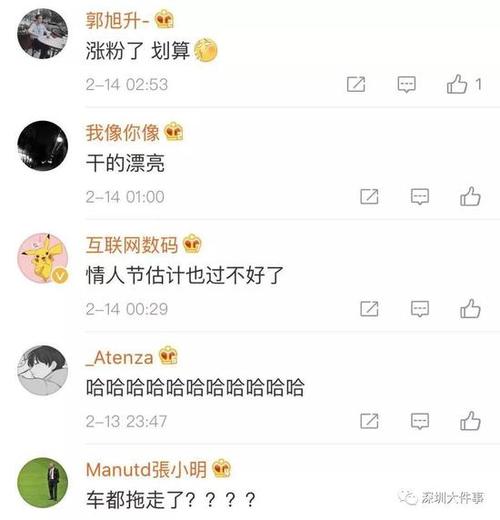 郭旭升-
涨粉了 划算
2-14 02:53
1
我像你像
干的漂亮
2-14 01:00
互联网数码
情人节估计也过不好了
2-14 00:29
_Atenza
哈哈哈哈哈哈哈哈哈哈哈
2-13 23:47
Manutd張小明
车都拖走了？？？？
深圳大件事